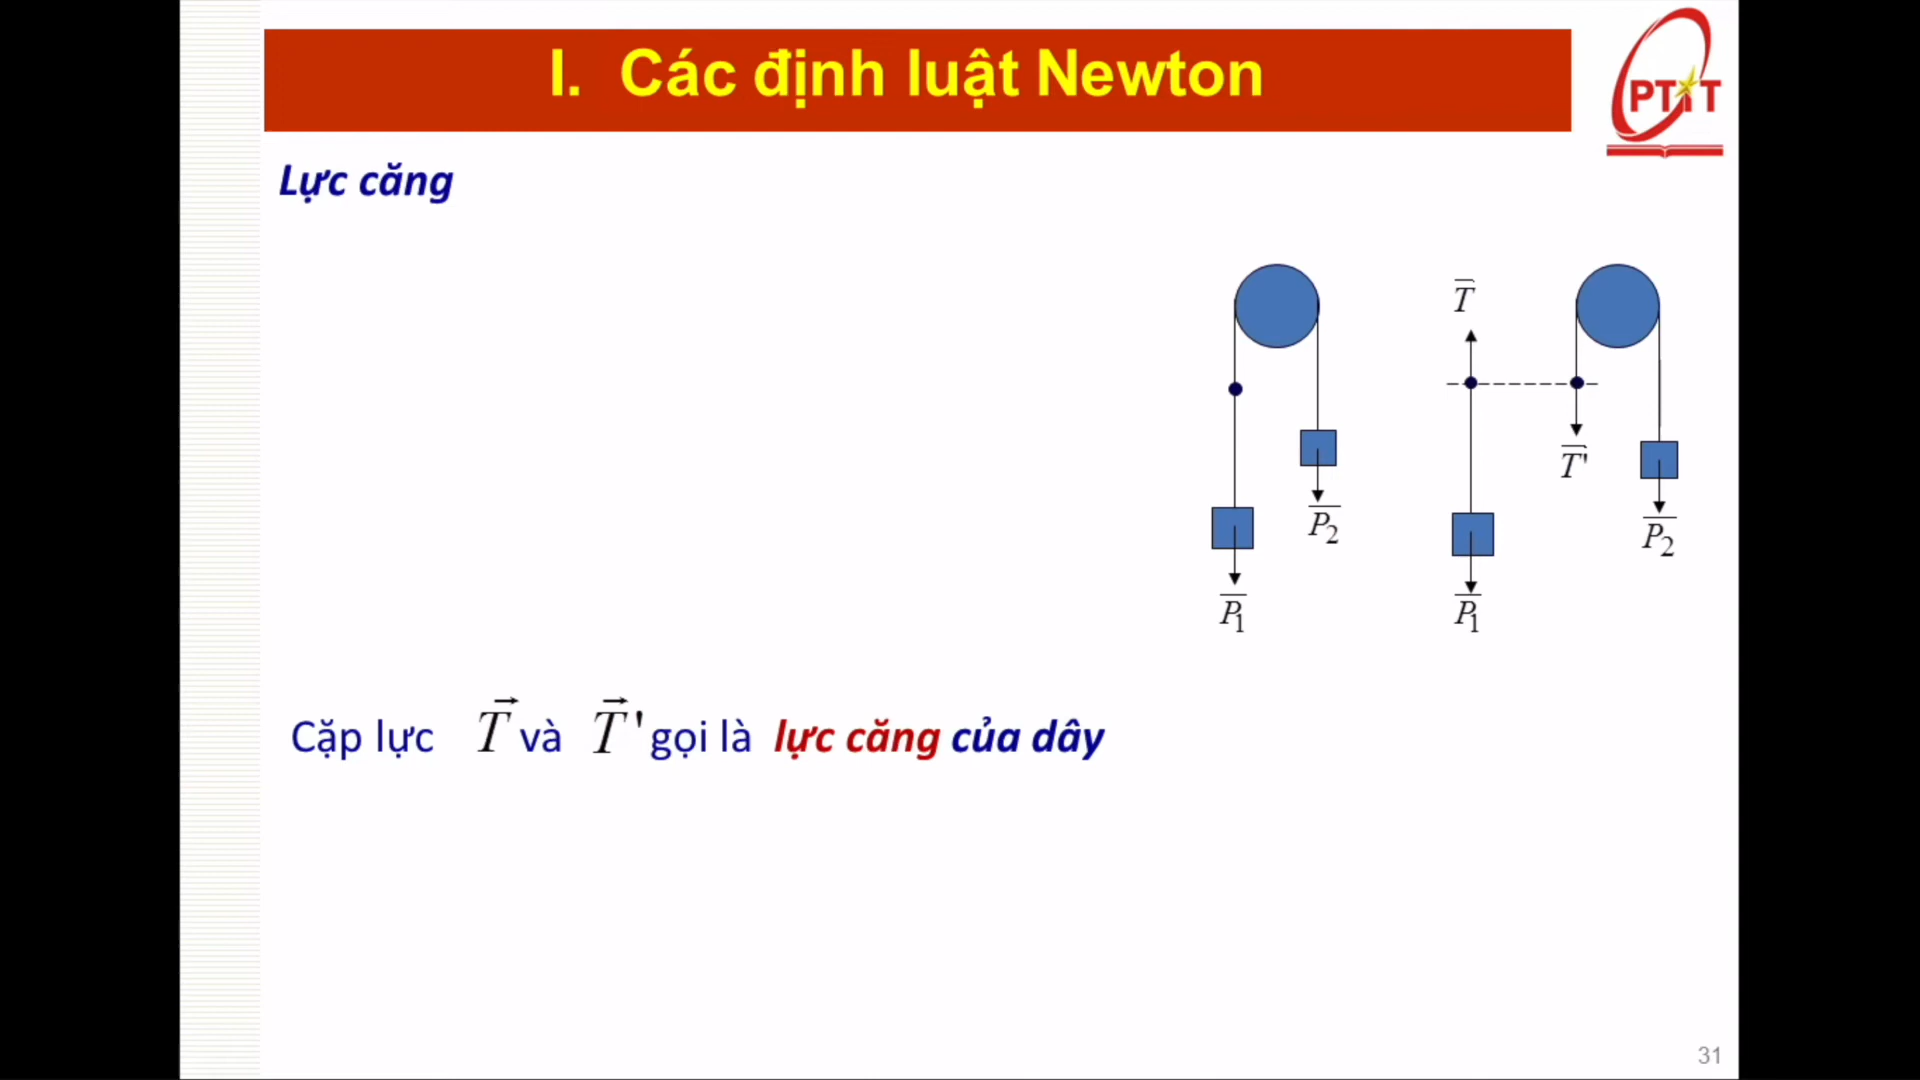 I. Các định luật Newton
PTIT
Lực căng
T
T'
P2
P2
P1
P1
Cặp lực T và T' gọi là lực căng của dây
31